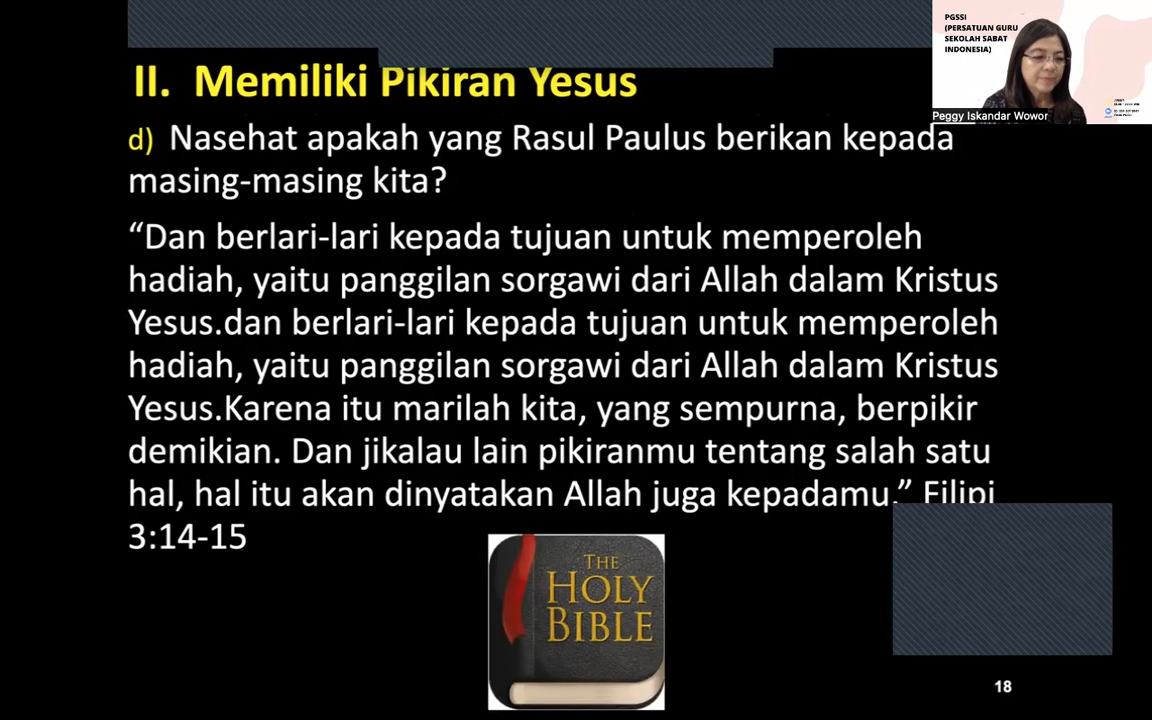 II. Memiliki Pikiran Yesus
d) Nasehat apakah yang Rasul Paulus berikan kepada
masing-masing kita?
“Dan berlari-lari kepada tujuan untuk memperoleh
hadiah, yaitu panggilan sorgawi dari Allah dalam Kristus
Yesus.dan berlari-lari kepada tujuan untuk memperoleh
hadiah, yaitu panggilan sorgawi dari Allah dalam Kristus
Yesus.Karena itu marilah kita, yang sempurna, berpikir
demikian. Dan jikalau lain pikiranmu tentang salah satu
hal, hal itu akan dinyatakan Allah juga kepadamu.” Filipi
3:14-15
THE
HOLY
BIBLE
18
PGSSI
(PERSATUAN GURU
SEKOLAH SABAT
INDONESIA)
Peggy Iskandar Wowor